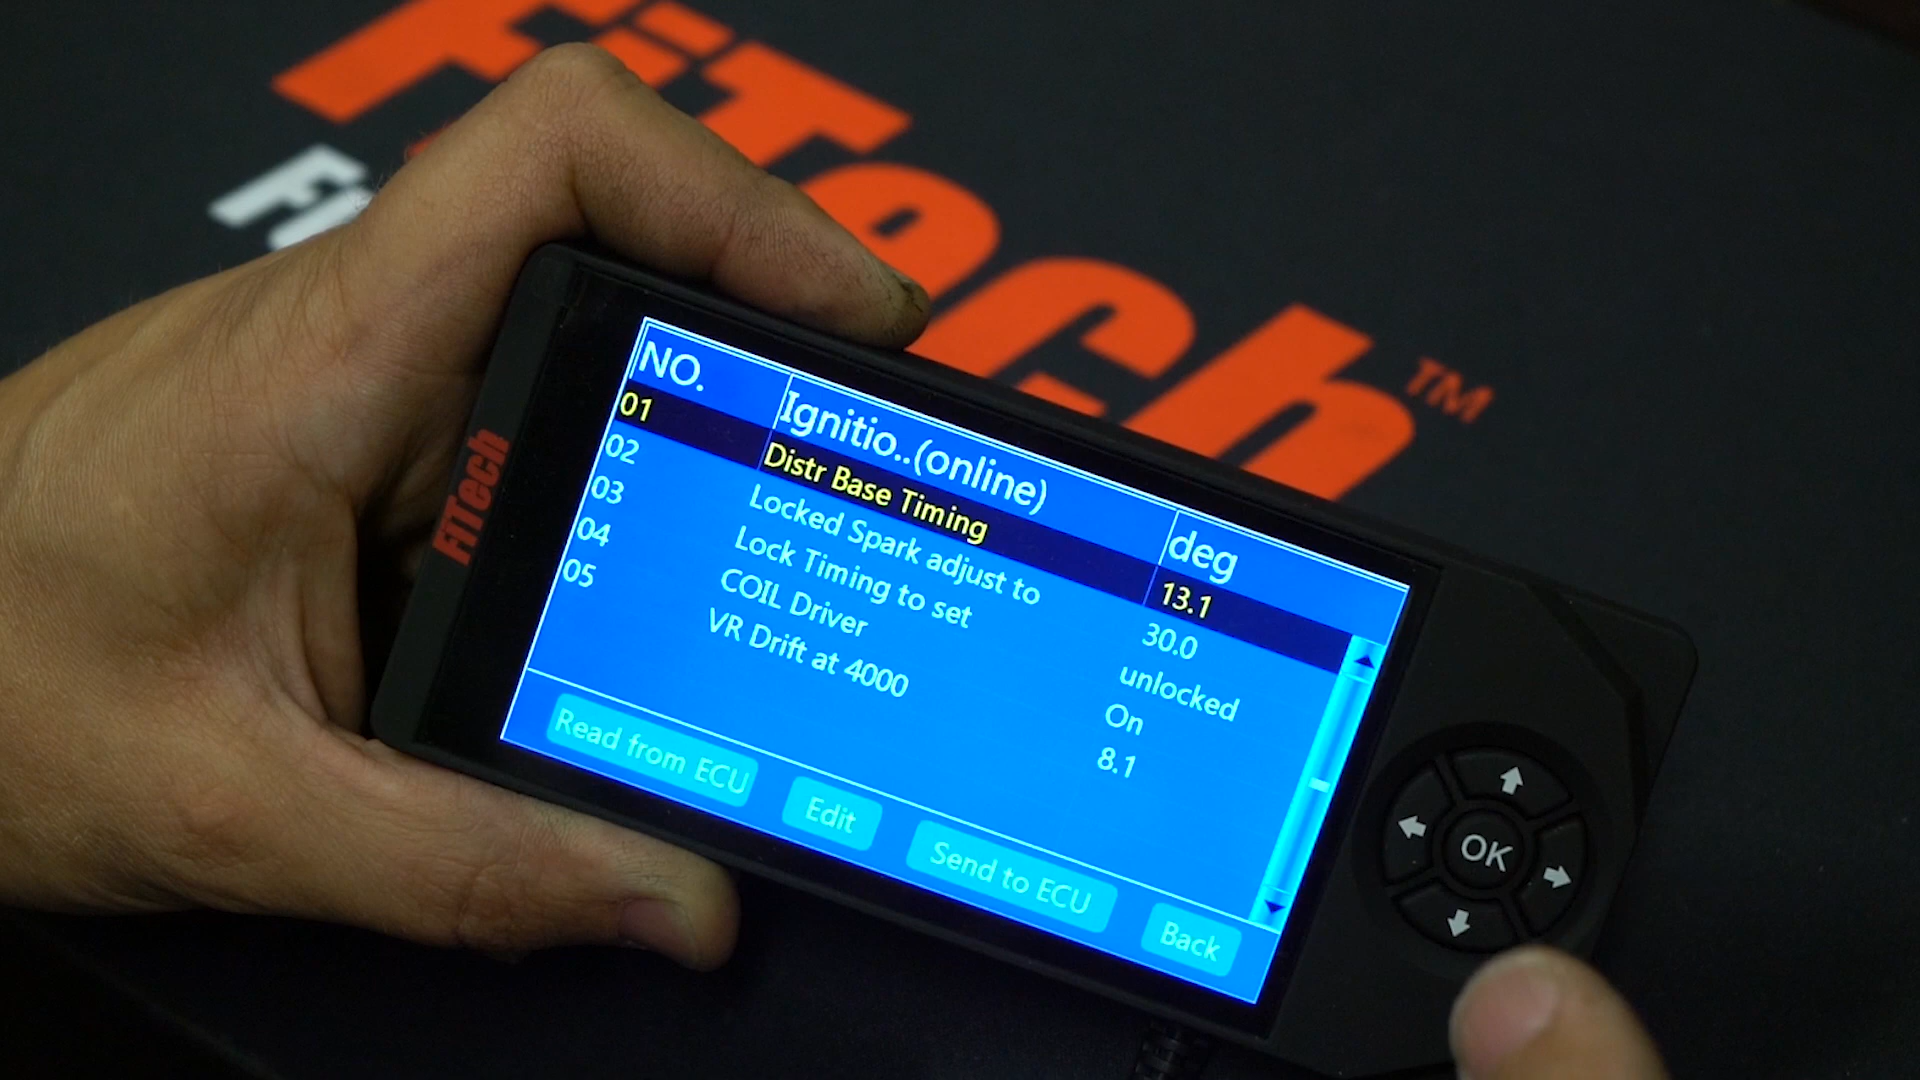 FiTech™
FiTech
NO. Ignitio..(online) deg
01 Distr Base Timing 13.1
02 Locked Spark adjust to 30.0
03 Lock Timing to set unlocked
04 COIL Driver On
05 VR Drift at 4000 8.1
Read from ECU Edit Send to ECU Back
OK